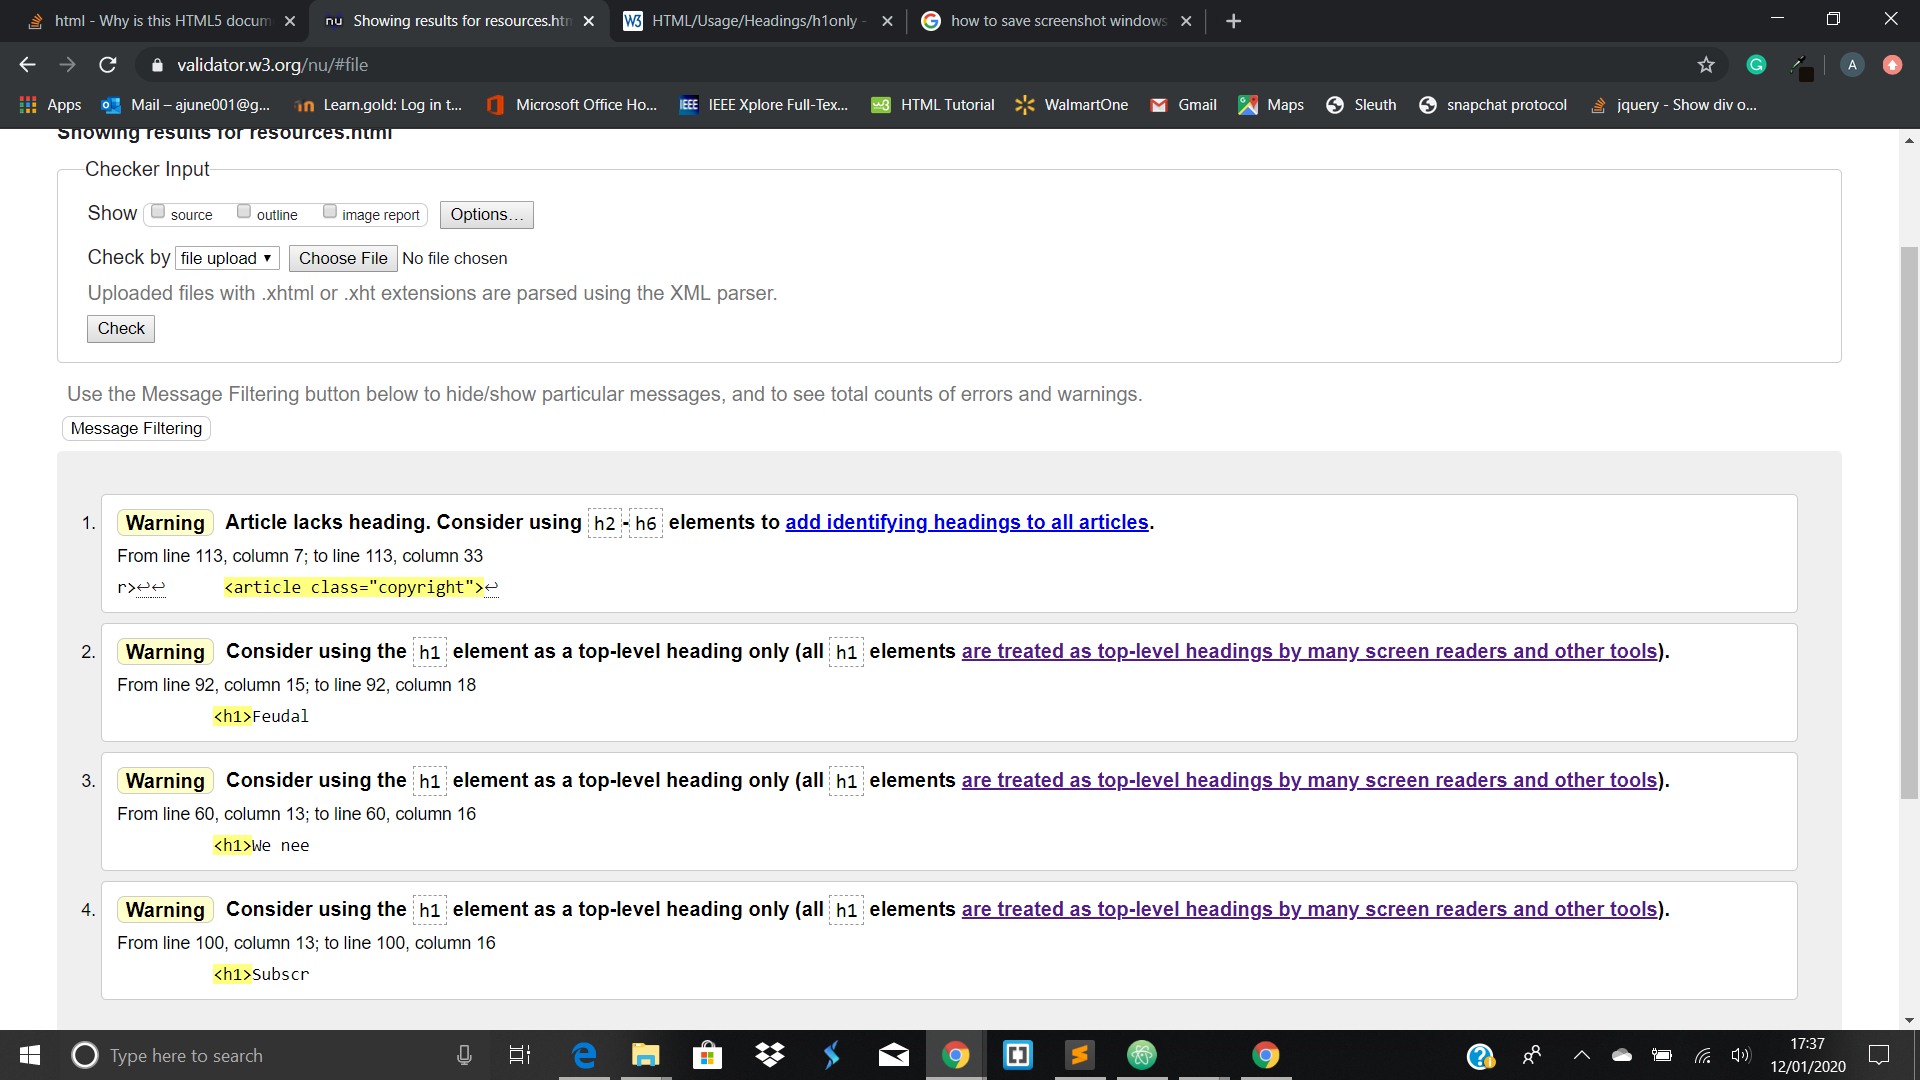 html - Why is this HTML5 docum
Showing results for resources.htm
HTML/Usage/Headings/h1only -
how to save screenshot windows
validator.w3.org/nu/#file
Apps
Mail – ajune001@g...
Learn.gold: Log in t...
Microsoft Office Ho...
IEEE Xplore Full-Tex...
HTML Tutorial
WalmartOne
Gmail
Maps
Sleuth
snapchat protocol
jquery - Show div o...
Showing results for resources.html
Checker Input
Show source outline image report Options...
Check by file upload Choose File No file chosen
Uploaded files with .xhtml or .xht extensions are parsed using the XML parser.
Check
Use the Message Filtering button below to hide/show particular messages, and to see total counts of errors and warnings.
Message Filtering
1. Warning Article lacks heading. Consider using h2-h6 elements to add identifying headings to all articles.
From line 113, column 7; to line 113, column 33
r>↩↩ <article class="copyright">↩
2. Warning Consider using the h1 element as a top-level heading only (all h1 elements are treated as top-level headings by many screen readers and other tools).
From line 92, column 15; to line 92, column 18
<h1>Feudal
3. Warning Consider using the h1 element as a top-level heading only (all h1 elements are treated as top-level headings by many screen readers and other tools).
From line 60, column 13; to line 60, column 16
<h1>We nee
4. Warning Consider using the h1 element as a top-level heading only (all h1 elements are treated as top-level headings by many screen readers and other tools).
From line 100, column 13; to line 100, column 16
<h1>Subscr
Type here to search
17:37
12/01/2020